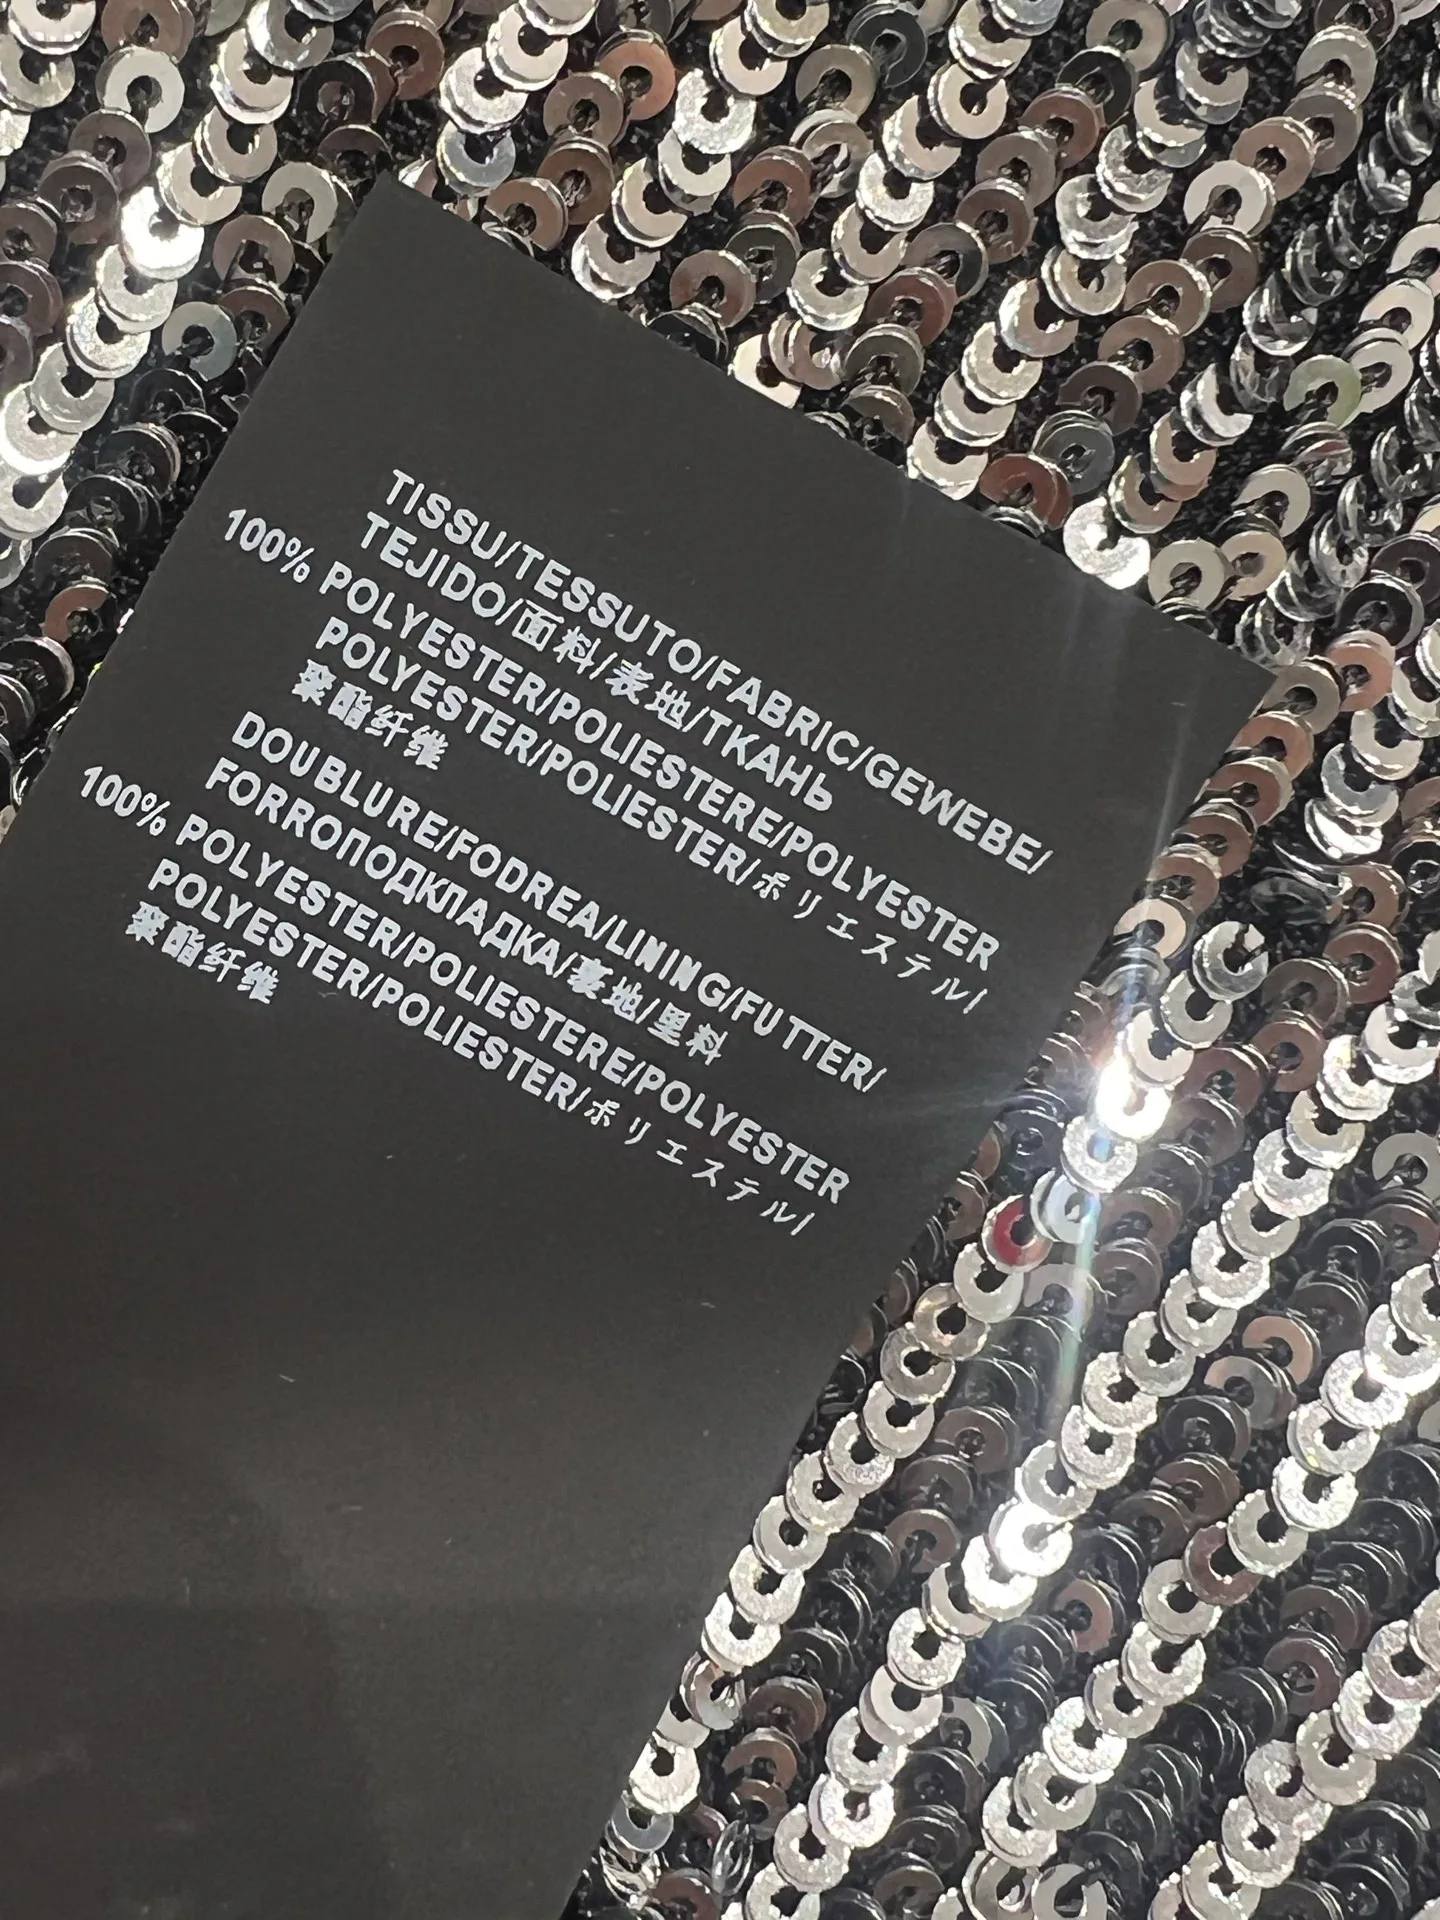 TISSU/TESSUTO/FABRIC/GEWEBE/
TEJIDO/面料/表地/ТКАНЬ
100% POLYESTER/POLIESTERE/POLYESTER
POLYESTER/POLIESTER/ポリエステル/
聚酯纤维
DOUBLURE/FODREA/LINING/FUTTER/
FORROПОДКЛАДКА/裏地/里料
100% POLYESTER/POLIESTERE/POLYESTER
POLYESTER/POLIESTER/ポリエステル/
聚酯纤维